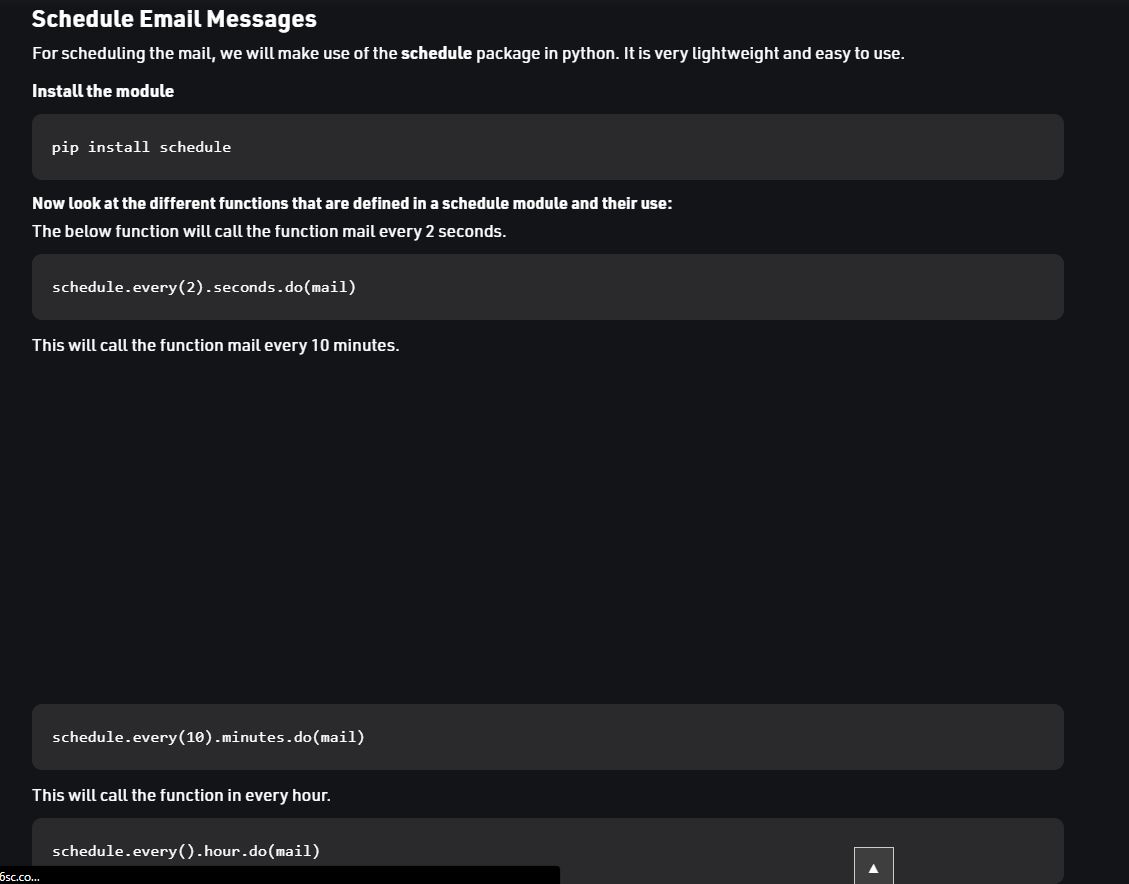 Schedule Email Messages
For scheduling the mail, we will make use of the schedule package in python. It is very lightweight and easy to use.
Install the module
pip install schedule
Now look at the different functions that are defined in a schedule module and their use:
The below function will call the function mail every 2 seconds.
schedule.every(2).seconds.do(mail)
This will call the function mail every 10 minutes.
schedule.every(10).minutes.do(mail)
This will call the function in every hour.
schedule.every().hour.do(mail)
6sc.co...